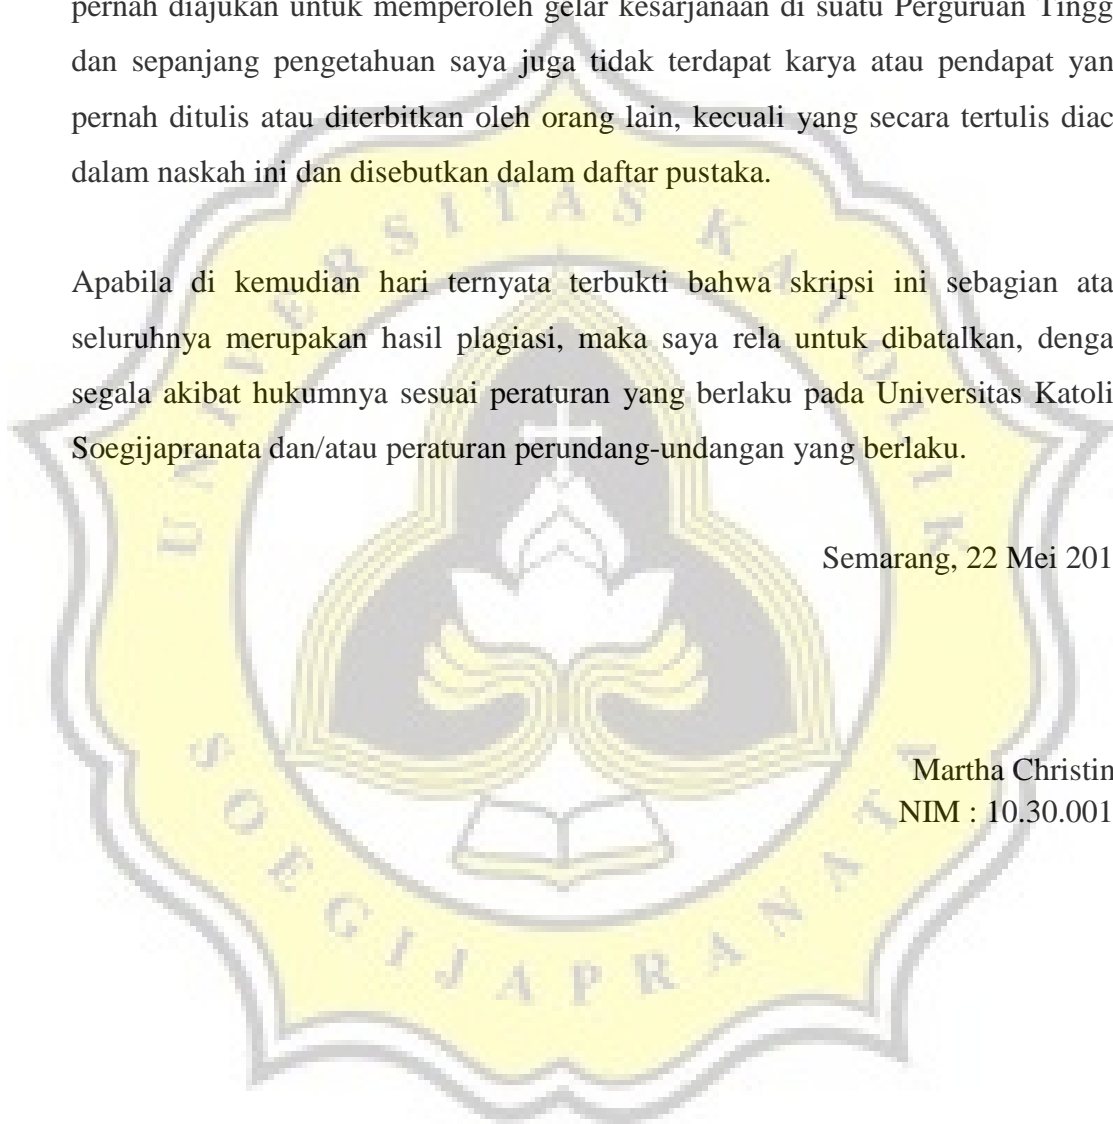 pernah diajukan untuk memperoleh gelar kesarjanaan di suatu Perguruan Tingg
dan sepanjang pengetahuan saya juga tidak terdapat karya atau pendapat yan
pernah ditulis atau diterbitkan oleh orang lain, kecuali yang secara tertulis diac
dalam naskah ini dan disebutkan dalam daftar pustaka.
UNIVERSITAS KATOLIK
Apabila di kemudian hari ternyata terbukti bahwa skripsi ini sebagian ata
seluruhnya merupakan hasil plagiasi, maka saya rela untuk dibatalkan, denga
segala akibat hukumnya sesuai peraturan yang berlaku pada Universitas Katoli
Soegijapranata dan/atau peraturan perundang-undangan yang berlaku.
Semarang, 22 Mei 201
Martha Christin
NIM : 10.30.001
SOEGIJAPRANATA